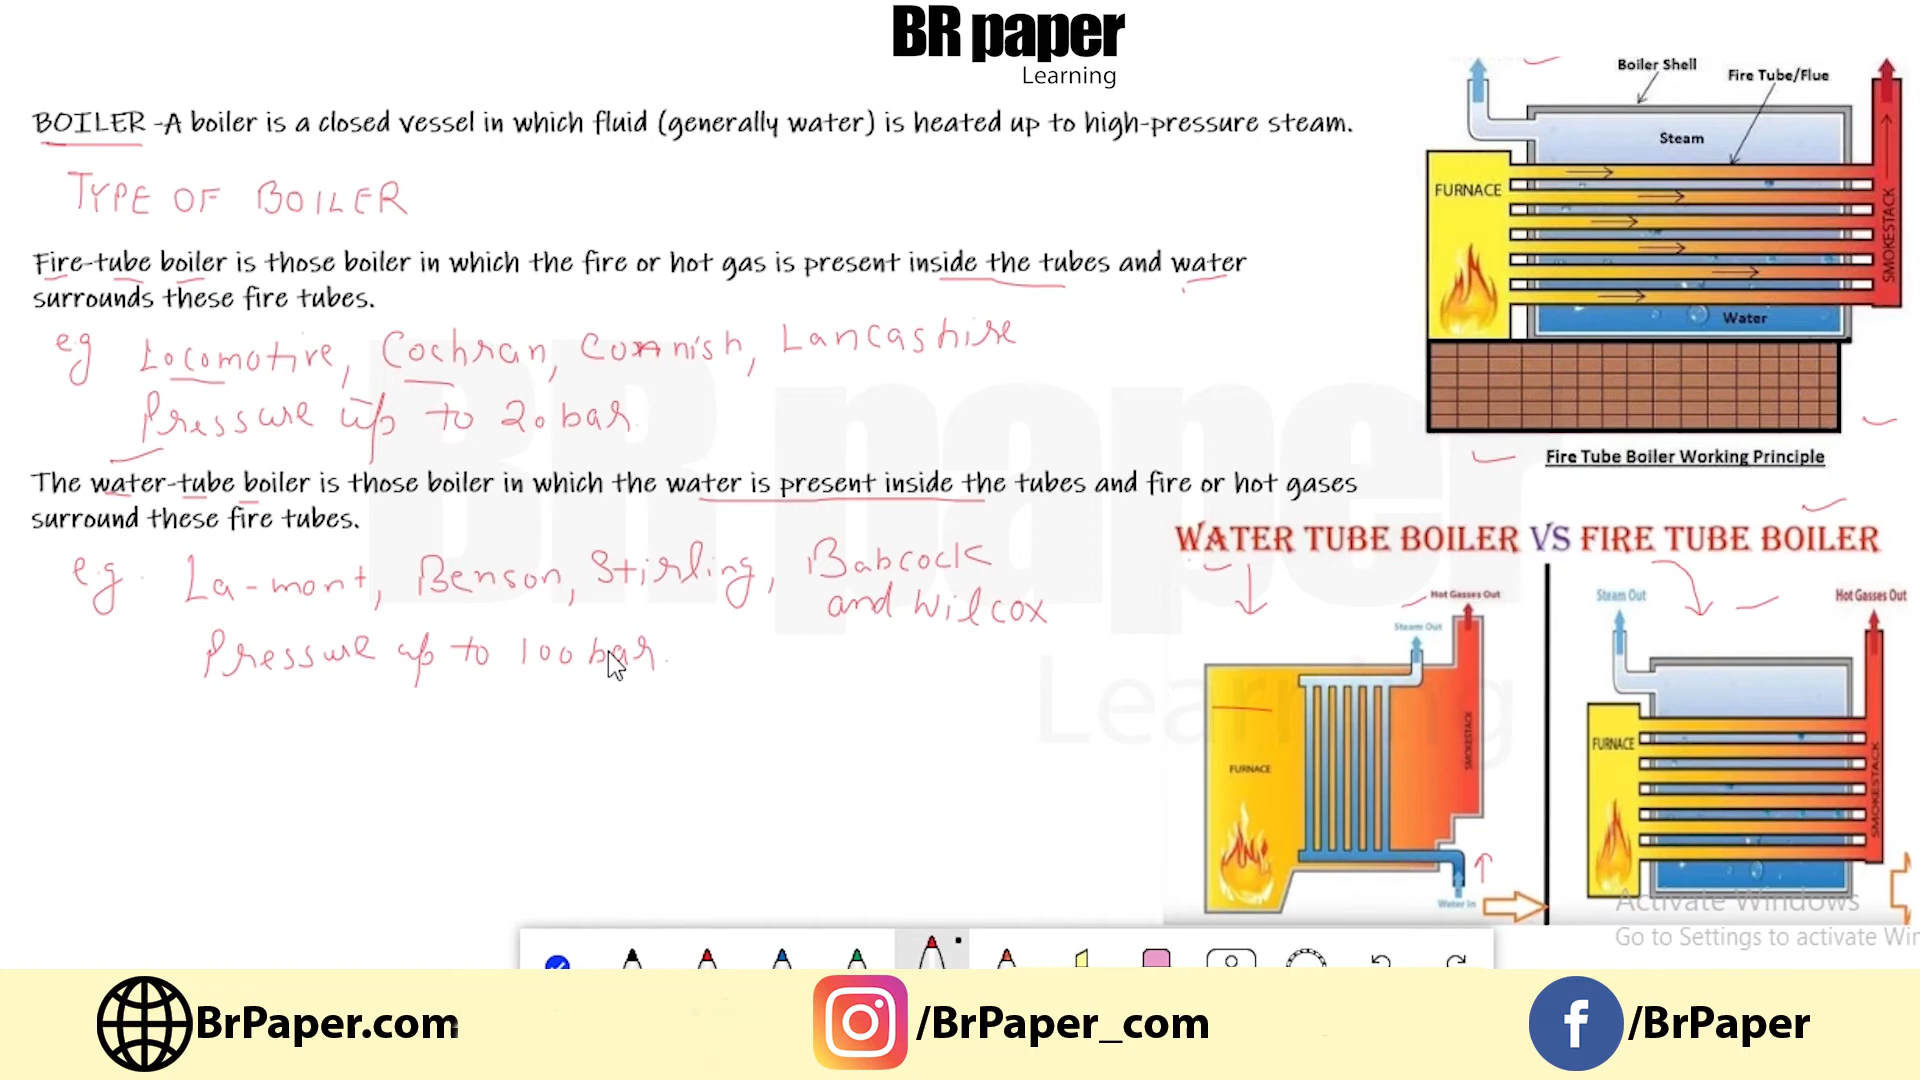 BR paper
Learning
BOILER -A boiler is a closed vessel in which fluid (generally water) is heated up to high-pressure steam.
TYPE OF BOILER
Fire-tube boiler is those boiler in which the fire or hot gas is present inside the tubes and water
surrounds these fire tubes.
e.g Locomotive, Cochran, Cornnish, Lancashire
Pressure up to 20 bar.
The water-tube boiler is those boiler in which the water is present inside the tubes and fire or hot gases
surround these fire tubes.
e.g. La-mont, Benson, Stirling, Babcock
and Wilcox
Pressure up to 100 bar.
Boiler Shell
Fire Tube/Flue
Steam
FURNACE
SMOKESTACK
Water
Fire Tube Boiler Working Principle
WATER TUBE BOILER VS FIRE TUBE BOILER
Hot Gasses Out
Steam Out
FURNACE
SMOKESTACK
Water In
Steam Out
Hot Gasses Out
FURNACE
SMOKESTACK
BR paper
Learning
Activate Windows
Go to Settings to activate Win
BrPaper.com
/BrPaper_com
/BrPaper